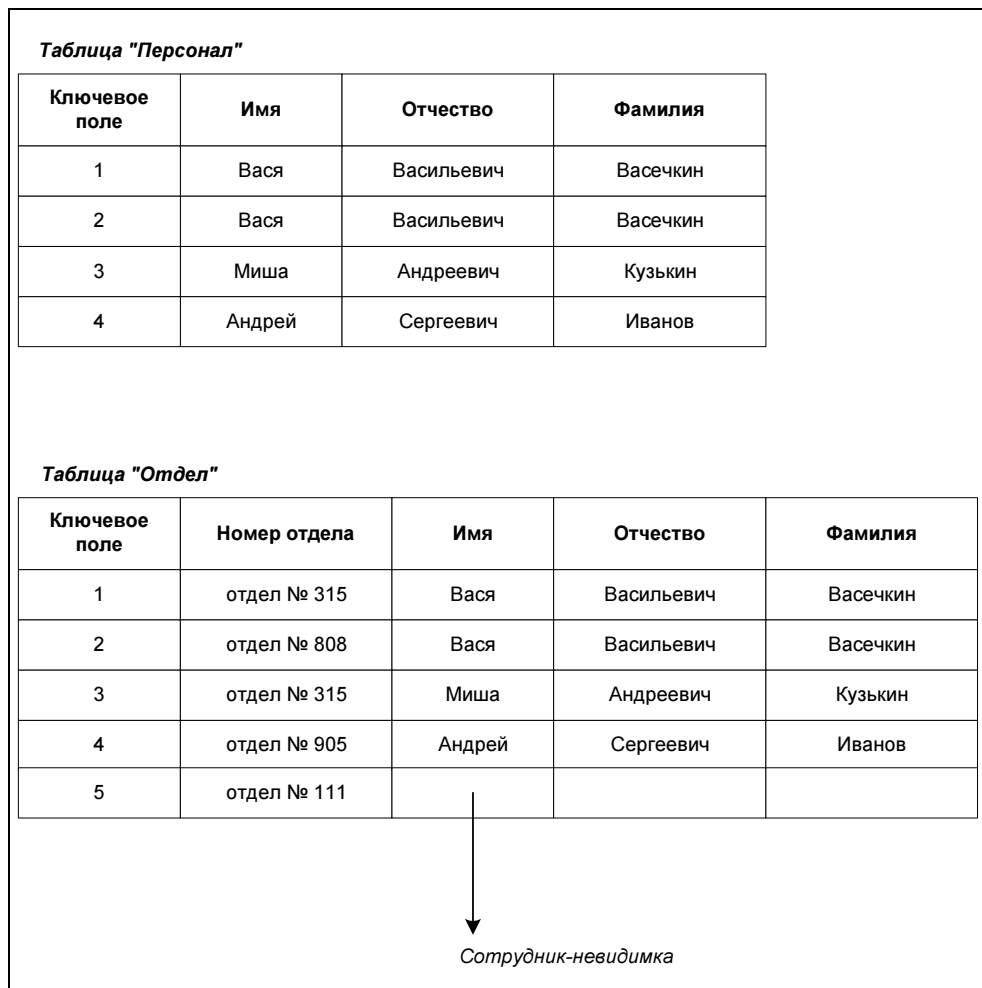 Таблица "Персонал"
Ключевое поле Имя Отчество Фамилия
1 Вася Васильевич Васечкин
2 Вася Васильевич Васечкин
3 Миша Андреевич Кузькин
4 Андрей Сергеевич Иванов
Таблица "Отдел"
Ключевое поле Номер отдела Имя Отчество Фамилия
1 отдел № 315 Вася Васильевич Васечкин
2 отдел № 808 Вася Васильевич Васечкин
3 отдел № 315 Миша Андреевич Кузькин
4 отдел № 905 Андрей Сергеевич Иванов
5 отдел № 111
Сотрудник-невидимка